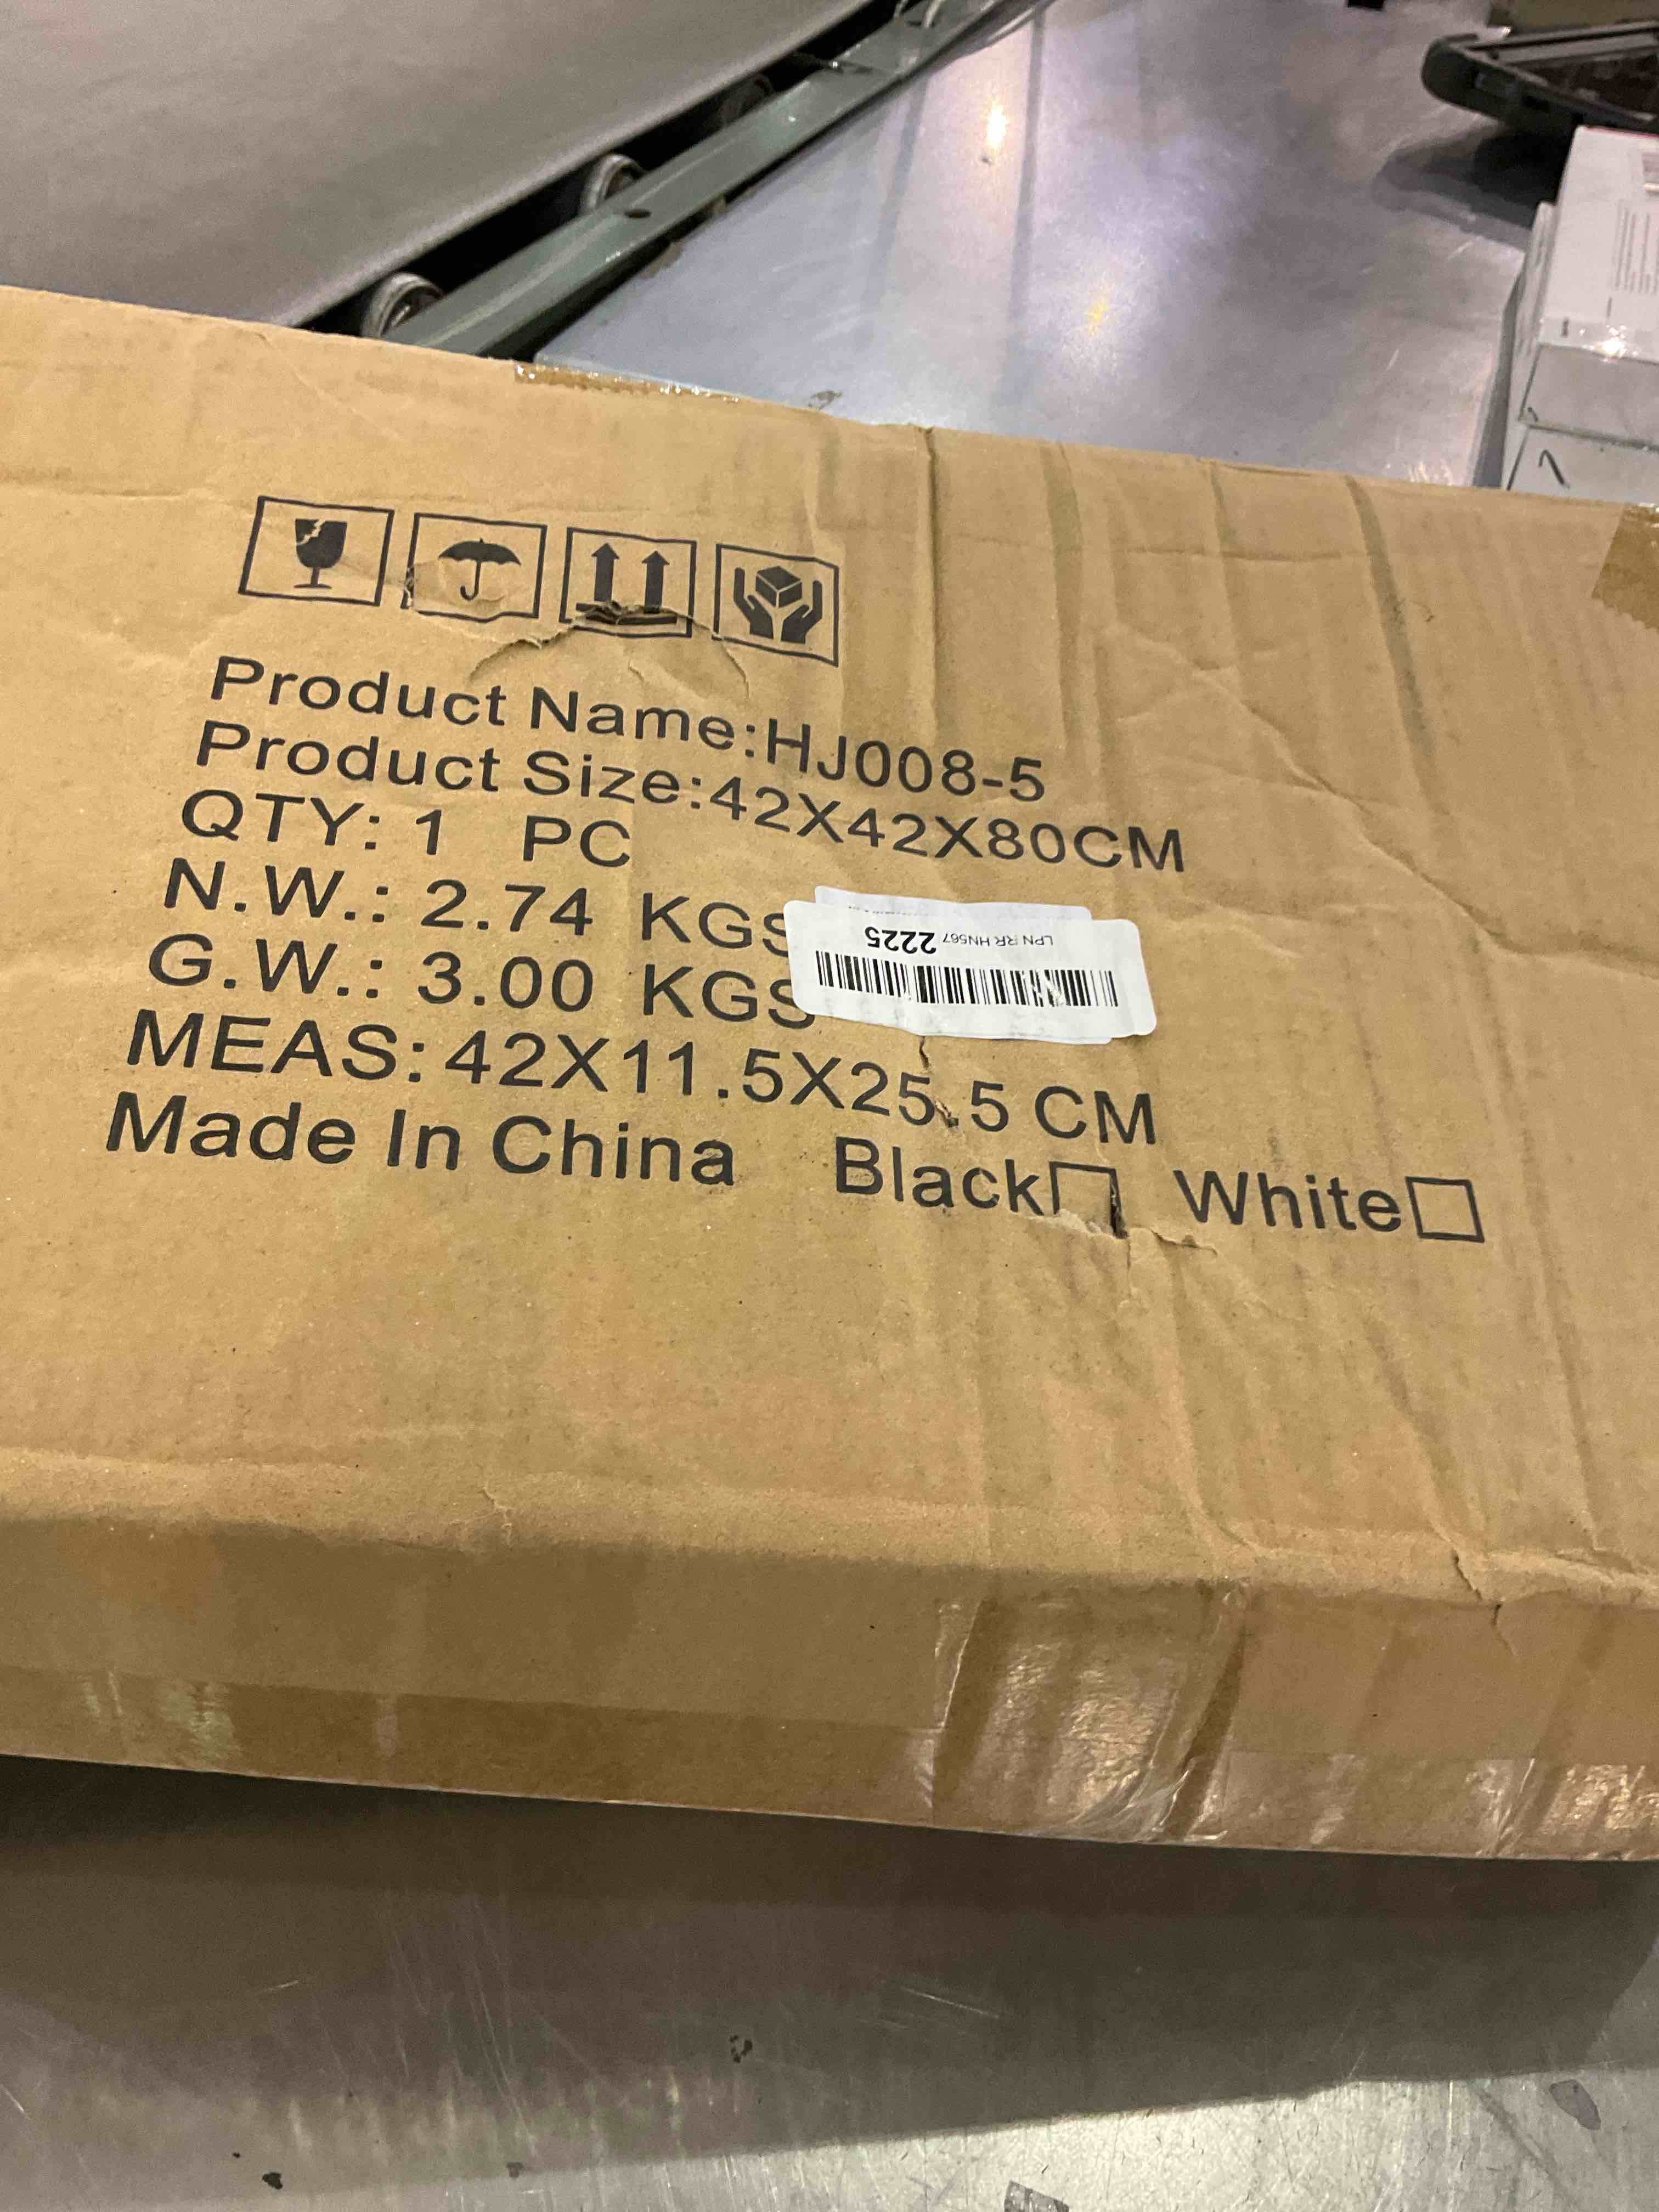 Product Name:HJ008-5
Product Size:42X42X80CM
QTY: 1 PC
N.W.: 2.74 KGS
G.W.: 3.00 KGS
MEAS: 42X11.5X25.5 CM
Made In China Black□ White□
LPN RR HN567 2225